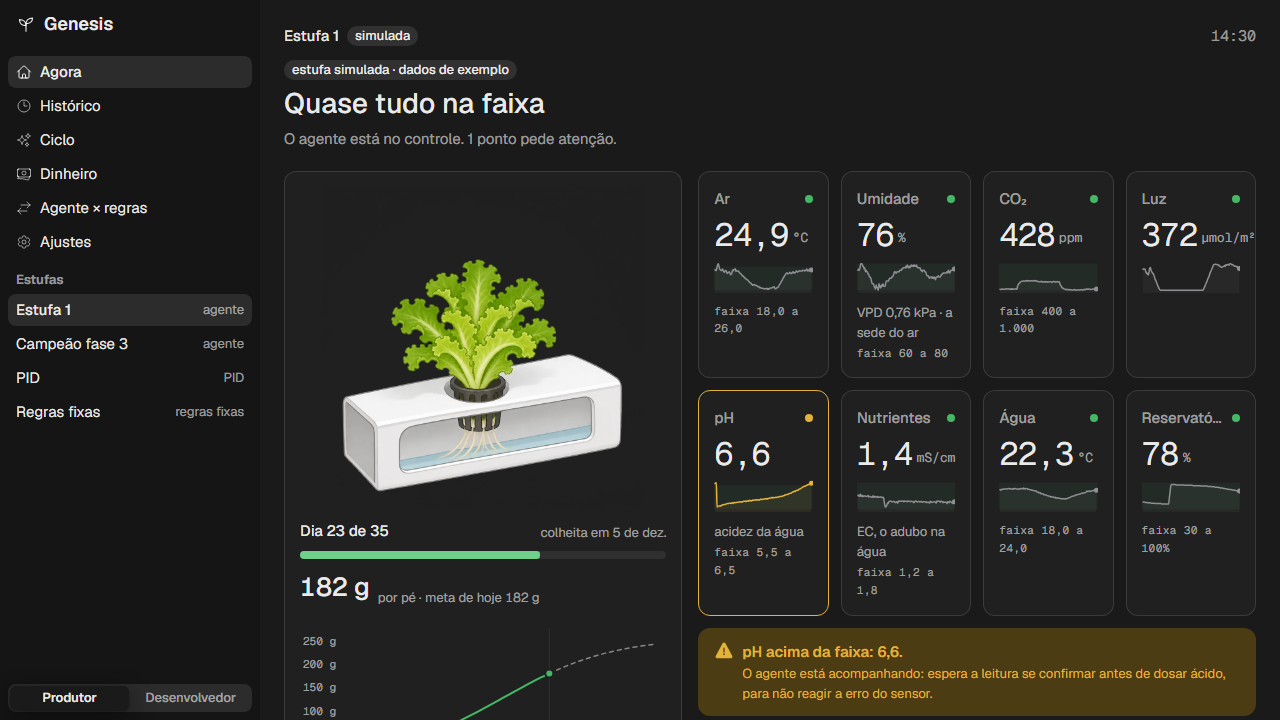 Genesis
Agora
Histórico
Ciclo
Dinheiro
Agente × regras
Ajustes
Estufas
Estufa 1 agente
Campeão fase 3 agente
PID PID
Regras fixas regras fixas
Produtor Desenvolvedor
Estufa 1 simulada 14:30
estufa simulada · dados de exemplo
Quase tudo na faixa
O agente está no controle. 1 ponto pede atenção.
Dia 23 de 35 colheita em 5 de dez.
182 g por pé · meta de hoje 182 g
250 g
200 g
150 g
100 g
Ar
24,9 °C
faixa 18,0 a
26,0
Umidade
76 %
VPD 0,76 kPa · a
sede do ar
faixa 60 a 80
CO₂
428 ppm
faixa 400 a
1.000
Luz
372 µmol/m²
pH
6,6
acidez da água
faixa 5,5 a
6,5
Nutrientes
1,4 mS/cm
EC, o adubo na
água
faixa 1,2 a
1,8
Água
22,3 °C
faixa 18,0 a
24,0
Reservató...
78 %
faixa 30 a
100%
pH acima da faixa: 6,6.
O agente está acompanhando: espera a leitura se confirmar antes de dosar ácido,
para não reagir a erro do sensor.